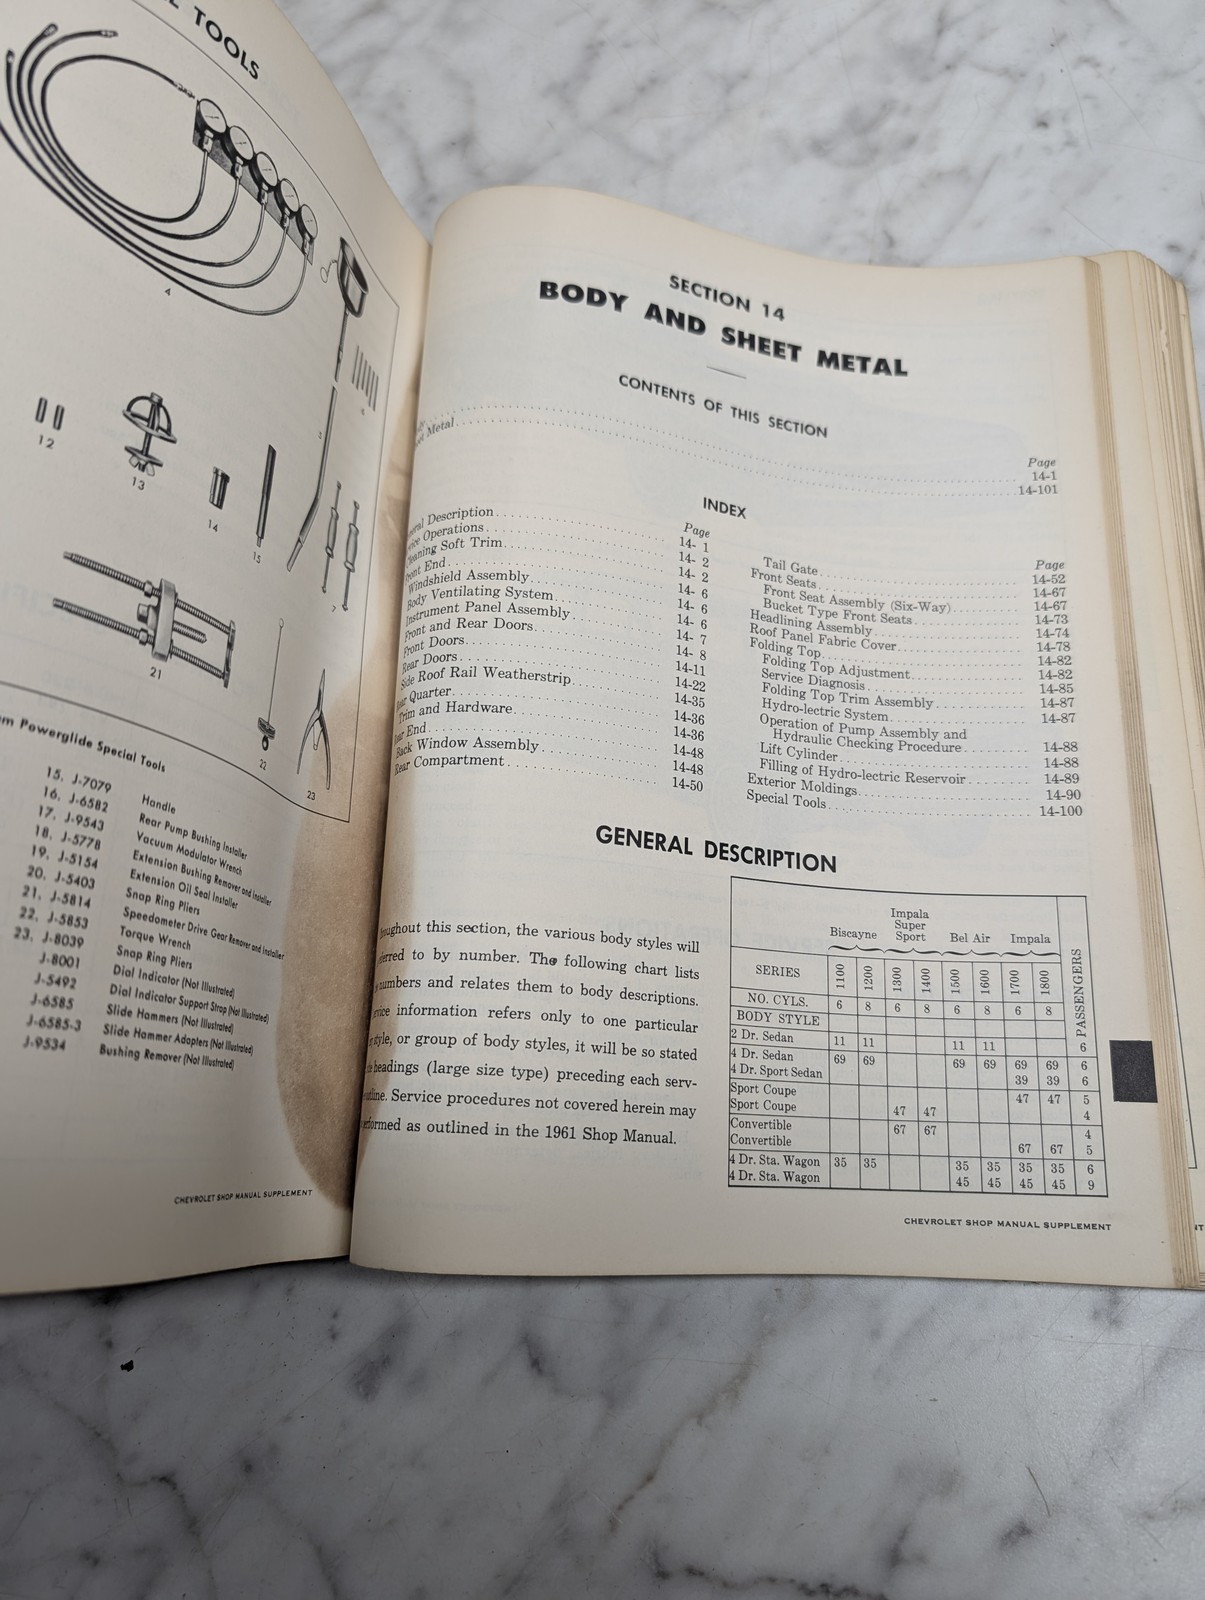 TOOLS
4
12
13
14
15
7
21
22
23
Powerglide Special Tools
15. J-7079 Handle
16. J-6582 Rear Pump Bushing Installer
17. J-9543 Vacuum Modulator Wrench
18. J-5778 Extension Bushing Remover and Installer
19. J-5154 Extension Oil Seal Installer
20. J-5403 Snap Ring Pliers
21. J-5814 Speedometer Drive Gear Remover and Installer
22. J-5853 Torque Wrench
23. J-8039 Snap Ring Pliers
J-8001 Dial Indicator (Not Illustrated)
J-5492 Dial Indicator Support Strap (Not Illustrated)
J-6585 Slide Hammers (Not Illustrated)
J-6585-3 Slide Hammer Adapters (Not Illustrated)
J-9534 Bushing Remover (Not Illustrated)
CHEVROLET SHOP MANUAL SUPPLEMENT
SECTION 14
BODY AND SHEET METAL
CONTENTS OF THIS SECTION
Page
14-1
Metal 14-101
INDEX
Page
Description 14- 1
Operations 14- 2
Soft Trim 14- 2
End 14- 6
Windshield Assembly 14- 6
Body Ventilating System 14- 6
Instrument Panel Assembly 14- 7
Front and Rear Doors 14- 8
Front Doors 14-11
Rear Doors 14-22
Side Roof Rail Weatherstrip 14-35
Quarter 14-36
Trim and Hardware 14-36
End 14-48
Back Window Assembly 14-48
Rear Compartment 14-50
Page
Tail Gate 14-52
Front Seats 14-67
Front Seat Assembly (Six-Way) 14-67
Bucket Type Front Seats 14-73
Headlining Assembly 14-74
Roof Panel Fabric Cover 14-78
Folding Top 14-82
Folding Top Adjustment 14-82
Service Diagnosis 14-85
Folding Top Trim Assembly 14-87
Hydro-lectric System 14-87
Operation of Pump Assembly and
Hydraulic Checking Procedure 14-88
Lift Cylinder 14-88
Filling of Hydro-lectric Reservoir 14-89
Exterior Moldings 14-90
Special Tools 14-100
GENERAL DESCRIPTION
this section, the various body styles will
to by number. The following chart lists
numbers and relates them to body descriptions.
information refers only to one particular
style, or group of body styles, it will be so stated
headings (large size type) preceding each serv-
Service procedures not covered herein may
as outlined in the 1961 Shop Manual.
Biscayne Impala Super Sport Bel Air Impala PASSENGERS
SERIES 1100 1200 1300 1400 1500 1600 1700 1800
NO. CYLS. 6 8 6 8 6 8 6 8
BODY STYLE
2 Dr. Sedan 11 11 11 11 6
4 Dr. Sedan 69 69 69 69 69 69 6
4 Dr. Sport Sedan 39 39 6
Sport Coupe 47 47 5
Sport Coupe 47 47 4
Convertible 67 67 4
Convertible 67 67 5
4 Dr. Sta. Wagon 35 35 35 35 35 35 6
4 Dr. Sta. Wagon 45 45 45 45 9
CHEVROLET SHOP MANUAL SUPPLEMENT